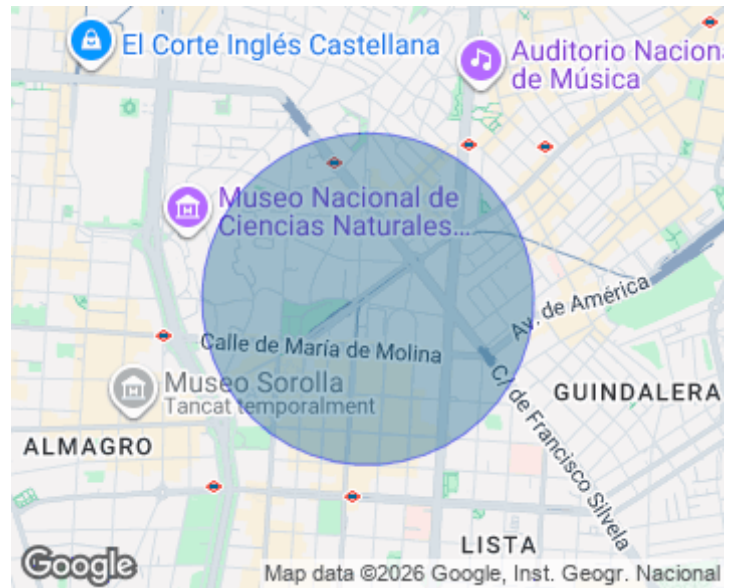 El Corte Inglés Castellana
Auditorio Nacion
de Música
Museo Nacional de
Ciencias Naturales...
Av. de América
Calle de María de Molina
Museo Sorolla
Tancat temporalment
C/ de Francisco Silvela
GUINDALERA
ALMAGRO
LISTA
Google
Map data ©2026 Google, Inst. Geogr. Nacional